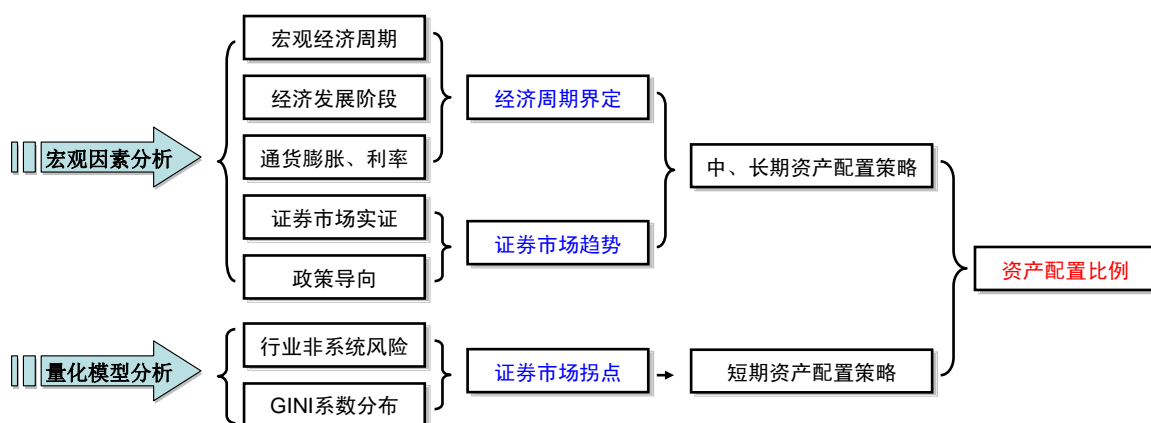 宏观因素分析
宏观经济周期
经济发展阶段
通货膨胀、利率
证券市场实证
政策导向
经济周期界定
证券市场趋势
中、长期资产配置策略
资产配置比例
量化模型分析
行业非系统风险
GINI系数分布
证券市场拐点
短期资产配置策略